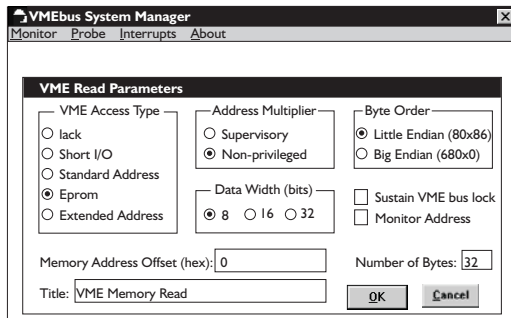 VMEbus System Manager
Monitor Probe Interrupts About
VME Read Parameters
VME Access Type
Iack
Short I/O
Standard Address
Eprom
Extended Address
Address Multiplier
Supervisory
Non-privileged
Data Width (bits)
8 16 32
Byte Order
Little Endian (80x86)
Big Endian (680x0)
Sustain VME bus lock
Monitor Address
Memory Address Offset (hex): 0
Number of Bytes: 32
Title: VME Memory Read
OK Cancel